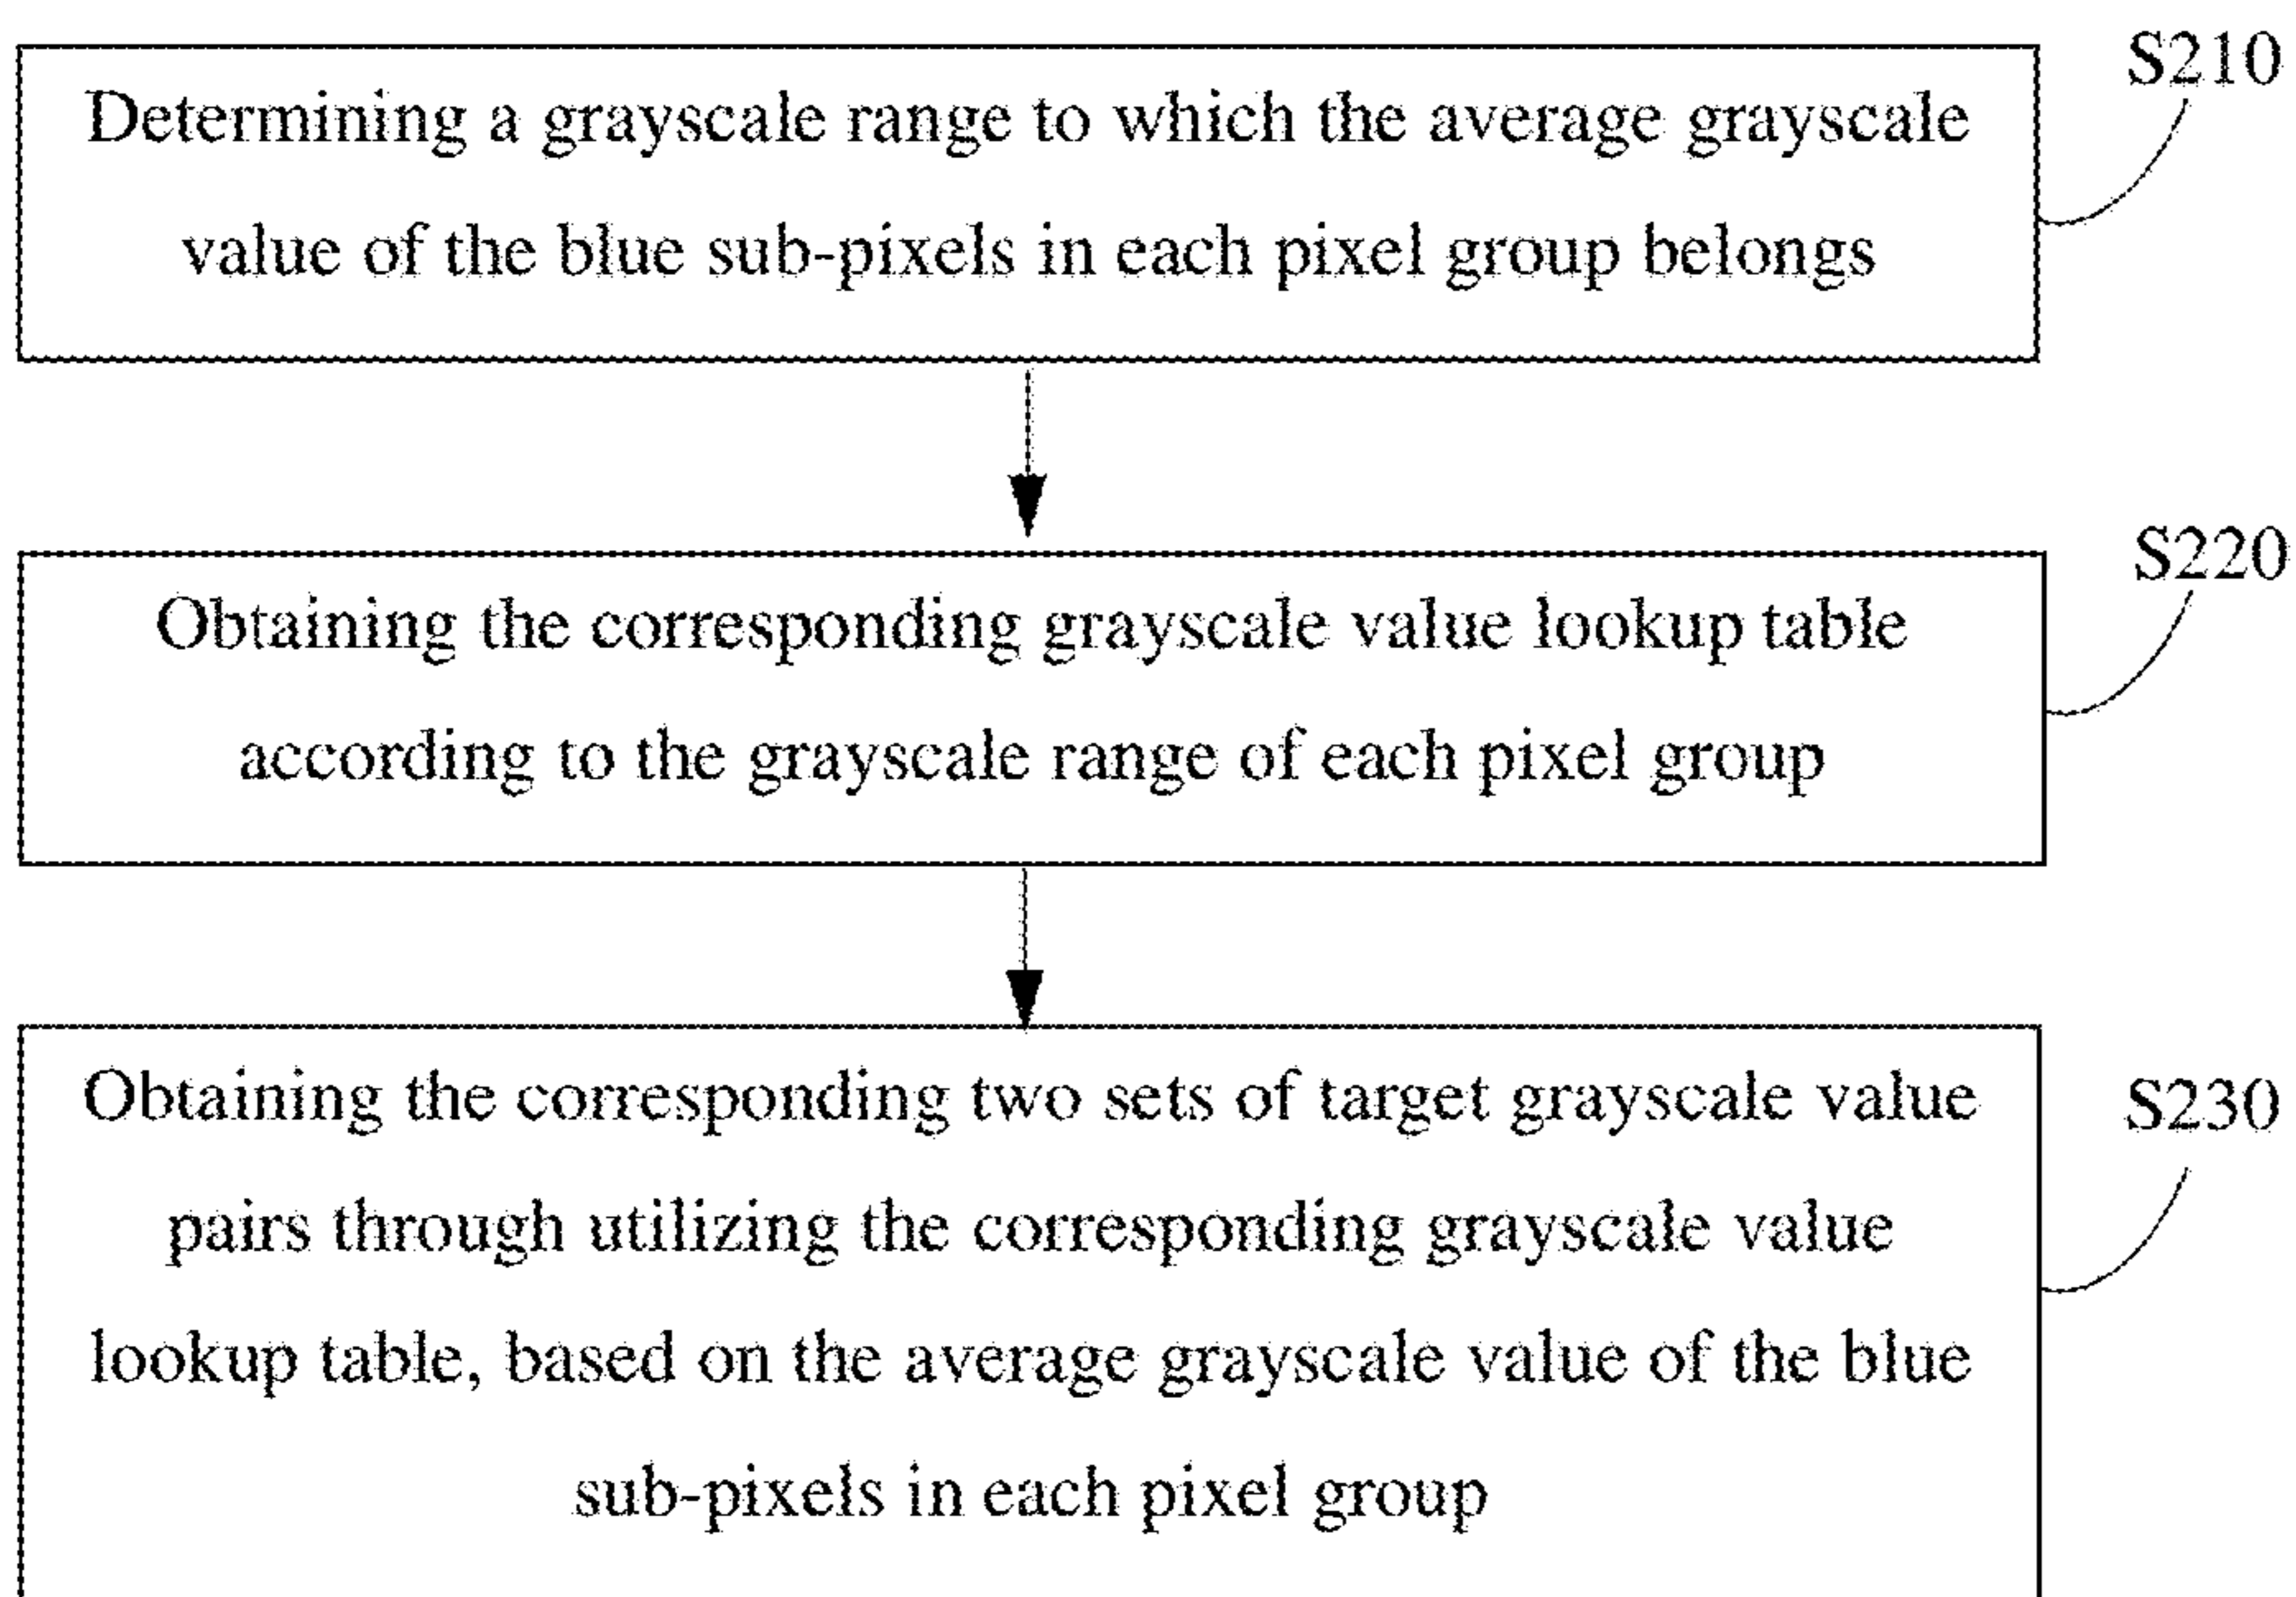 S210
Determining a grayscale range to which the average grayscale
value of the blue sub-pixels in each pixel group belongs
S220
Obtaining the corresponding grayscale value lookup table
according to the grayscale range of each pixel group
Obtaining the corresponding two sets of target grayscale value
S230
pairs through utilizing the corresponding grayscale value
lookup table, based on the average grayscale value of the blue
sub-pixels in each pixel group